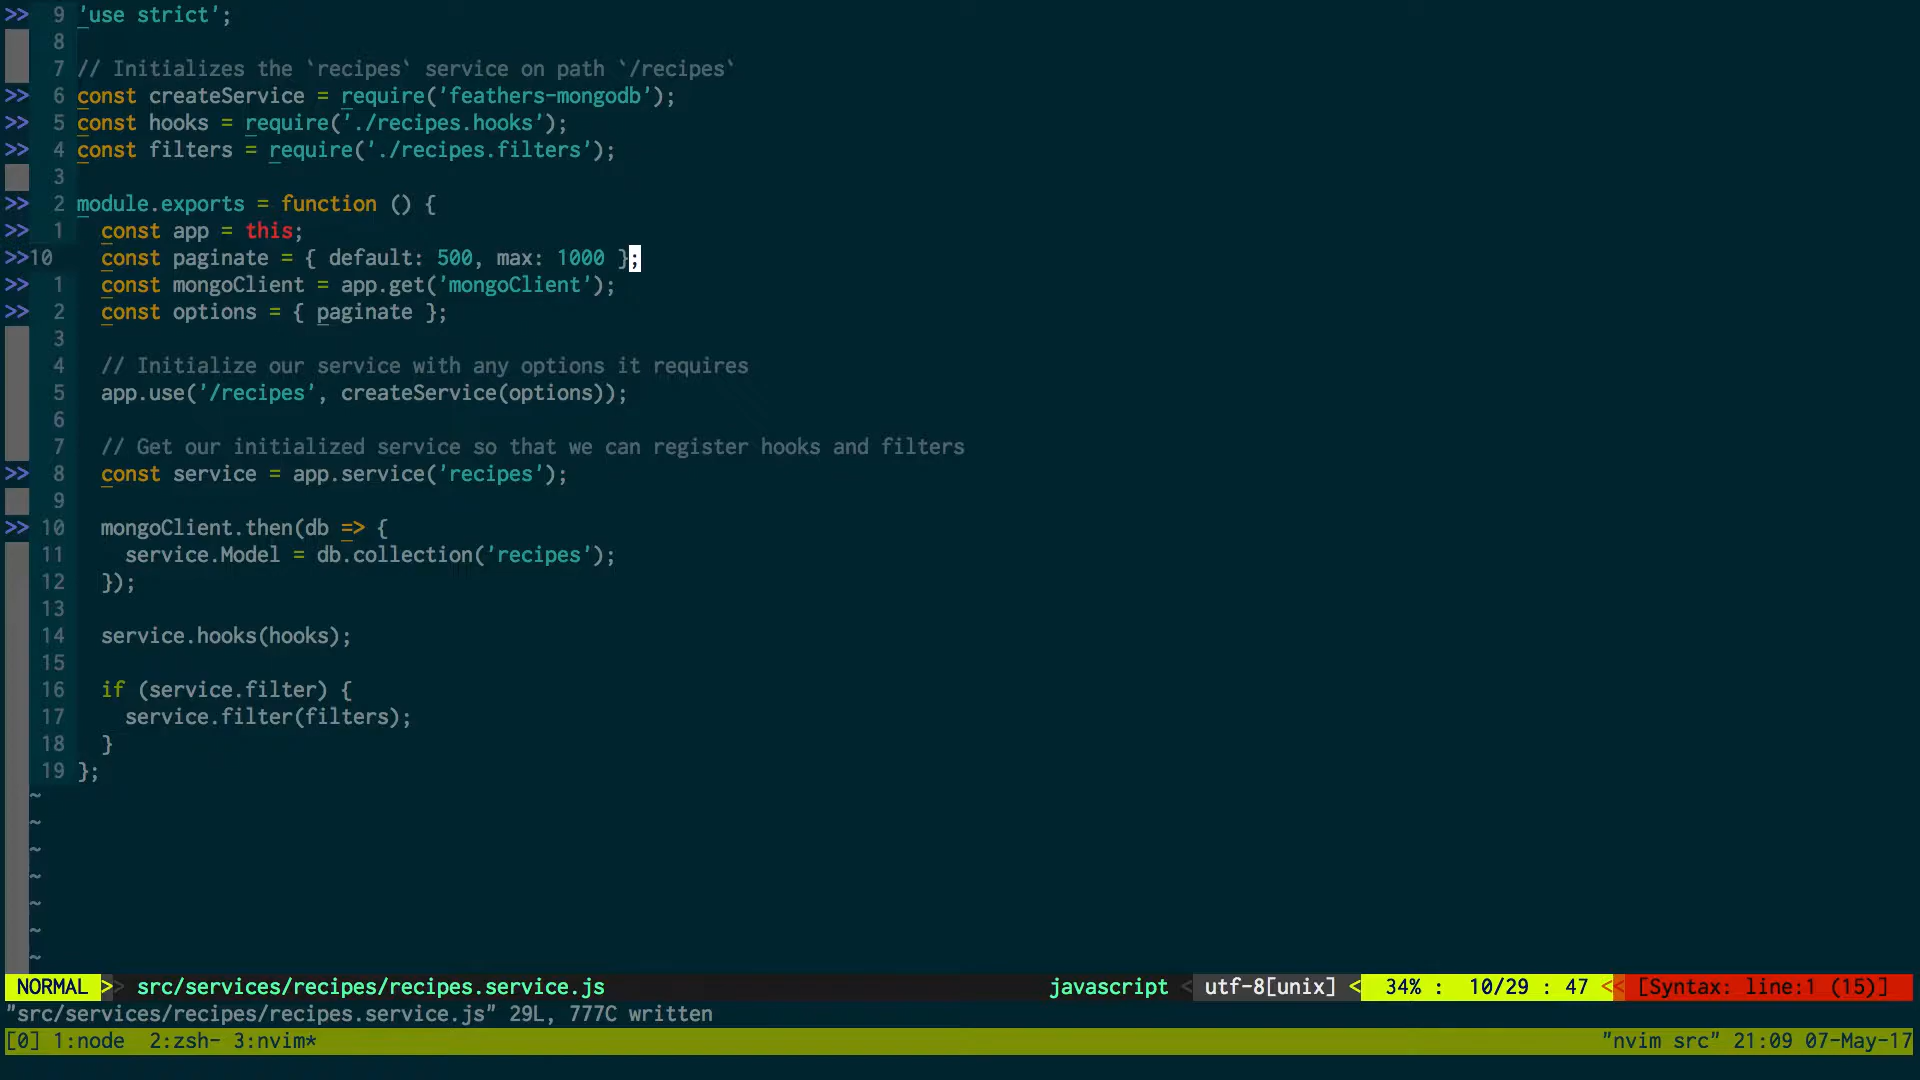 >> 9 'use strict';
8
7 // Initializes the `recipes` service on path `/recipes`
>> 6 const createService = require('feathers-mongodb');
>> 5 const hooks = require('./recipes.hooks');
>> 4 const filters = require('./recipes.filters');
3
>> 2 module.exports = function () {
>> 1   const app = this;
>>10   const paginate = { default: 500, max: 1000 };
>> 1   const mongoClient = app.get('mongoClient');
>> 2   const options = { paginate };
3
4   // Initialize our service with any options it requires
5   app.use('/recipes', createService(options));
6
7   // Get our initialized service so that we can register hooks and filters
>> 8   const service = app.service('recipes');
9
>> 10   mongoClient.then(db => {
11     service.Model = db.collection('recipes');
12   });
13
14   service.hooks(hooks);
15
16   if (service.filter) {
17     service.filter(filters);
18   }
19 };
~
~
~
~
~
~
~
NORMAL >> src/services/recipes/recipes.service.js javascript < utf-8[unix] < 34% : 10/29 : 47 << [Syntax: line:1 (15)]
"src/services/recipes/recipes.service.js" 29L, 777C written
[0] 1:node  2:zsh- 3:nvim* "nvim src" 21:09 07-May-17